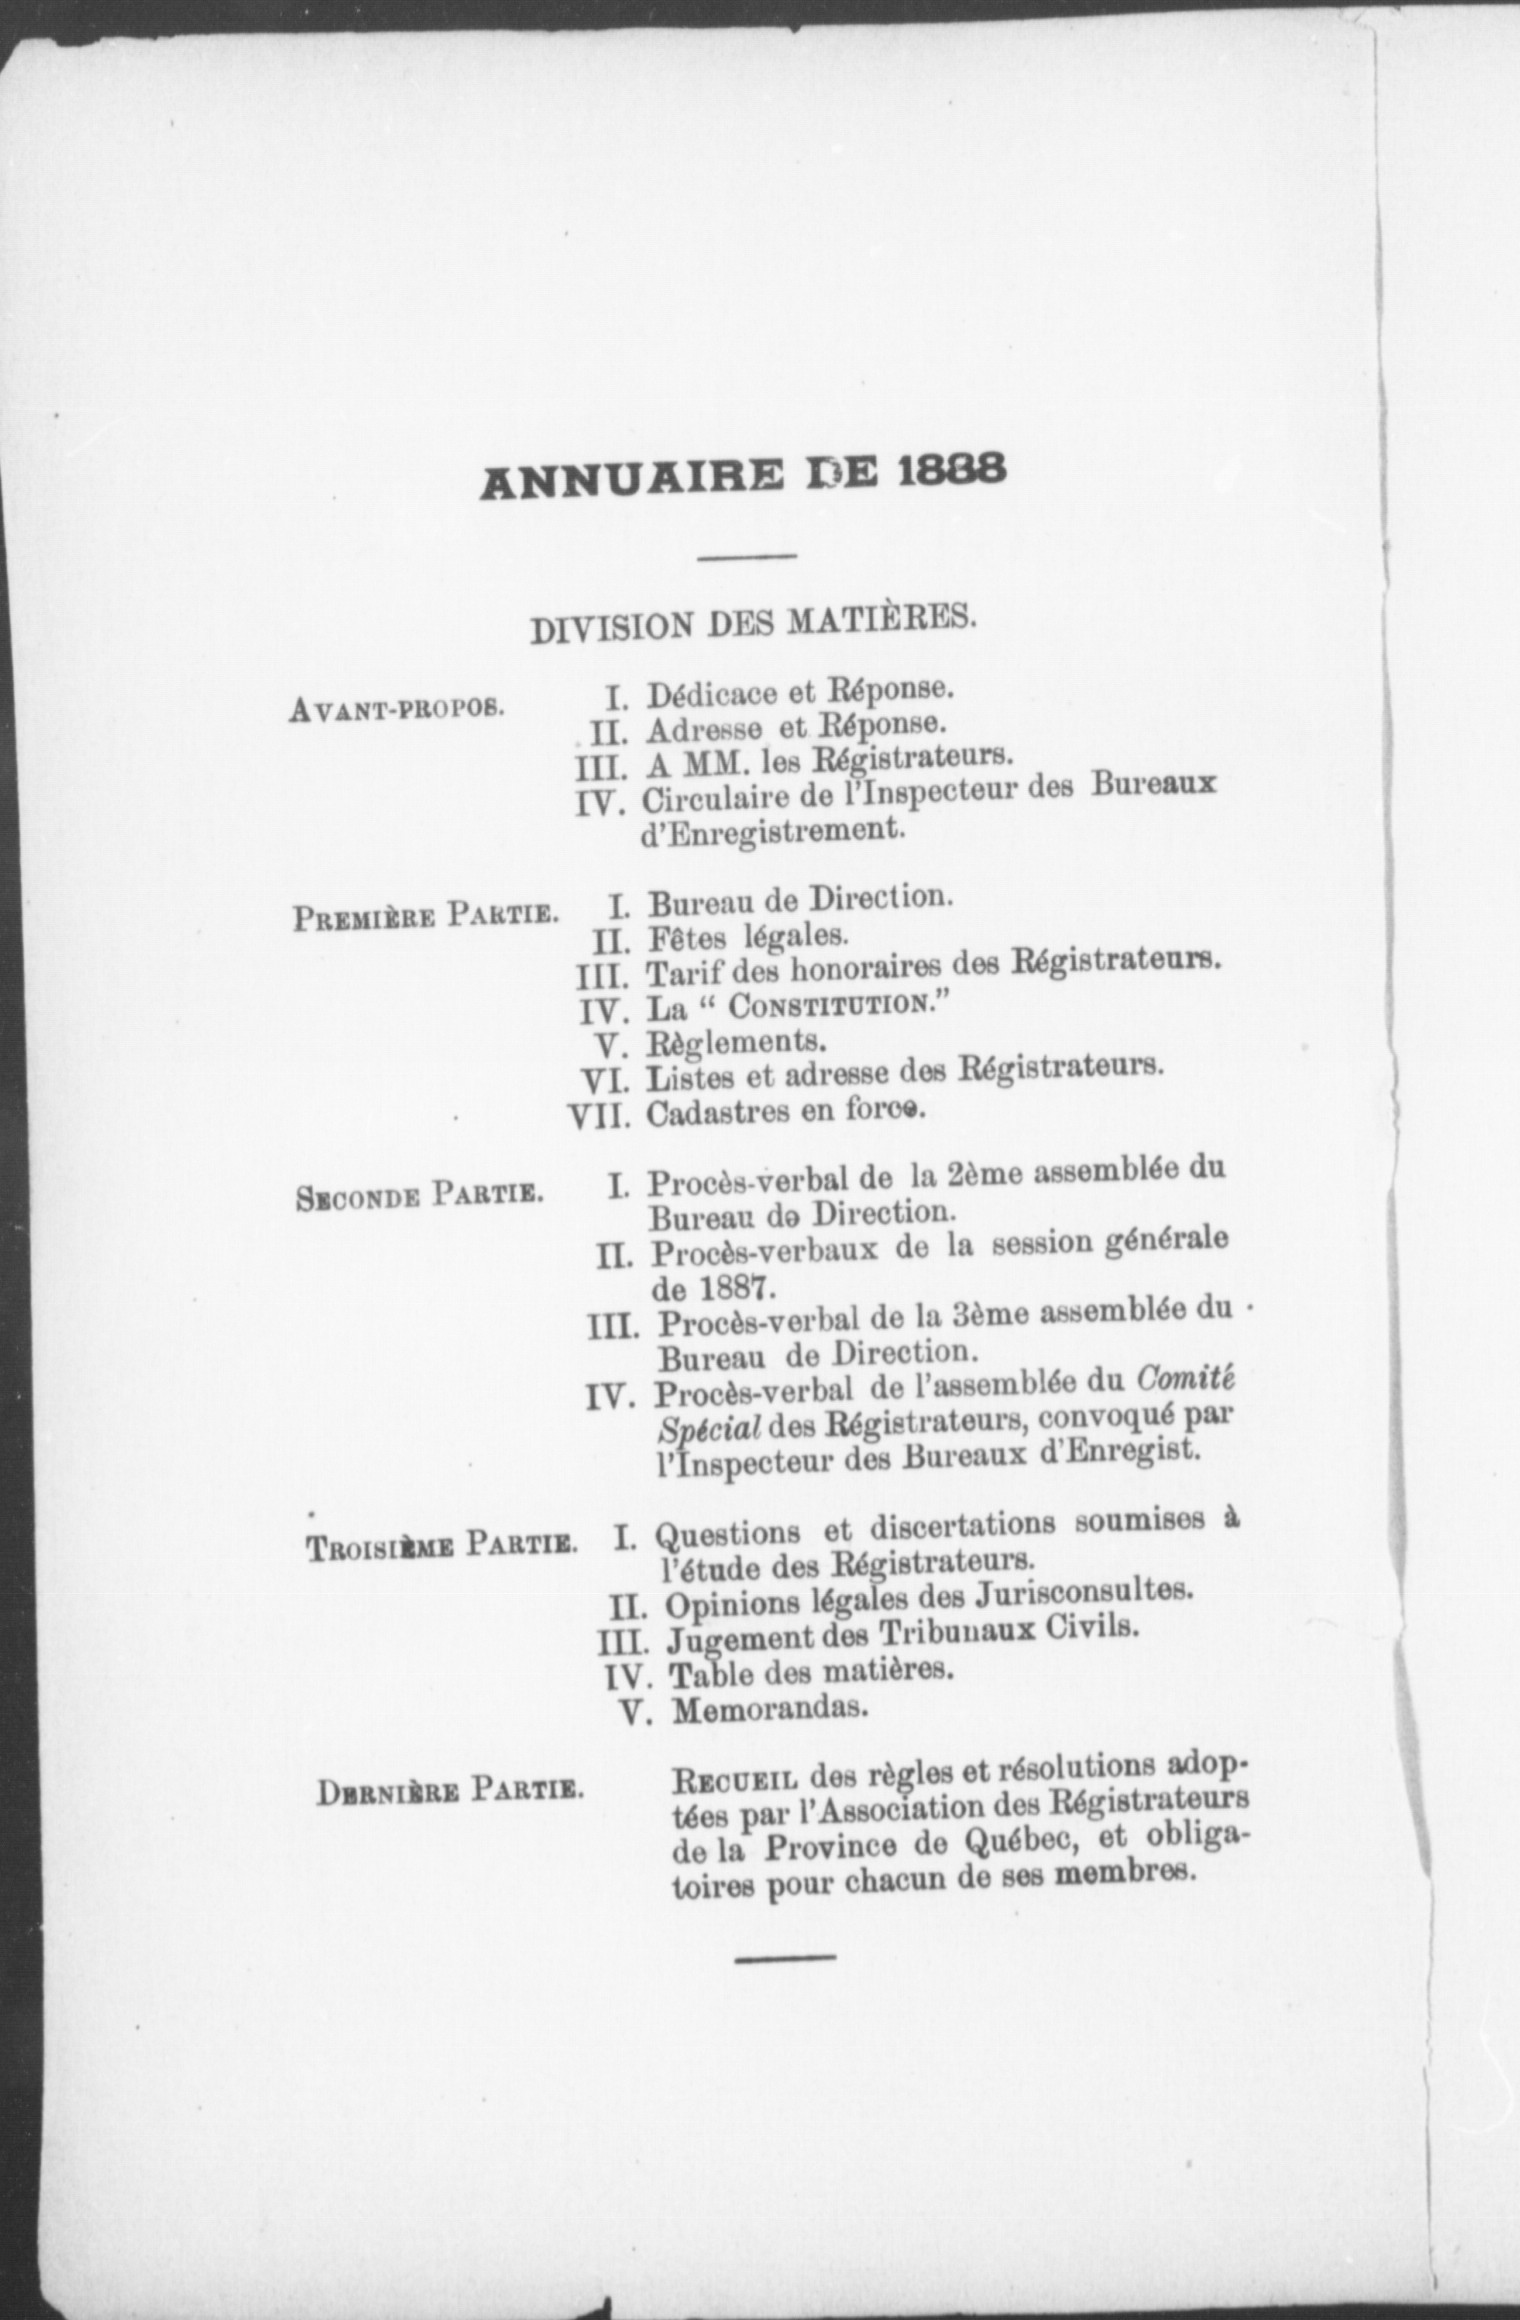 ANNUAIRE DE 1888
DIVISION DES MATIÈRES.
AVANT-PROPOS. I. Dédicace et Réponse.
II. Adresse et Réponse.
III. A MM. les Régistrateurs.
IV. Circulaire de l'Inspecteur des Bureaux
d'Enregistrement.
PREMIÈRE PARTIE. I. Bureau de Direction.
II. Fêtes légales.
III. Tarif des honoraires des Régistrateurs.
IV. La “ CONSTITUTION.”
V. Règlements.
VI. Listes et adresse des Régistrateurs.
VII. Cadastres en force.
SECONDE PARTIE. I. Procès-verbal de la 2ème assemblée du
Bureau de Direction.
II. Procès-verbaux de la session générale
de 1887.
III. Procès-verbal de la 3ème assemblée du
Bureau de Direction.
IV. Procès-verbal de l'assemblée du Comité
Spécial des Régistrateurs, convoqué par
l'Inspecteur des Bureaux d'Enregist.
TROISIÈME PARTIE. I. Questions et discertations soumises à
l'étude des Régistrateurs.
II. Opinions légales des Jurisconsultes.
III. Jugement des Tribunaux Civils.
IV. Table des matières.
V. Memorandas.
DERNIÈRE PARTIE. RECUEIL des règles et résolutions adop-
tées par l'Association des Régistrateurs
de la Province de Québec, et obliga-
toires pour chacun de ses membres.